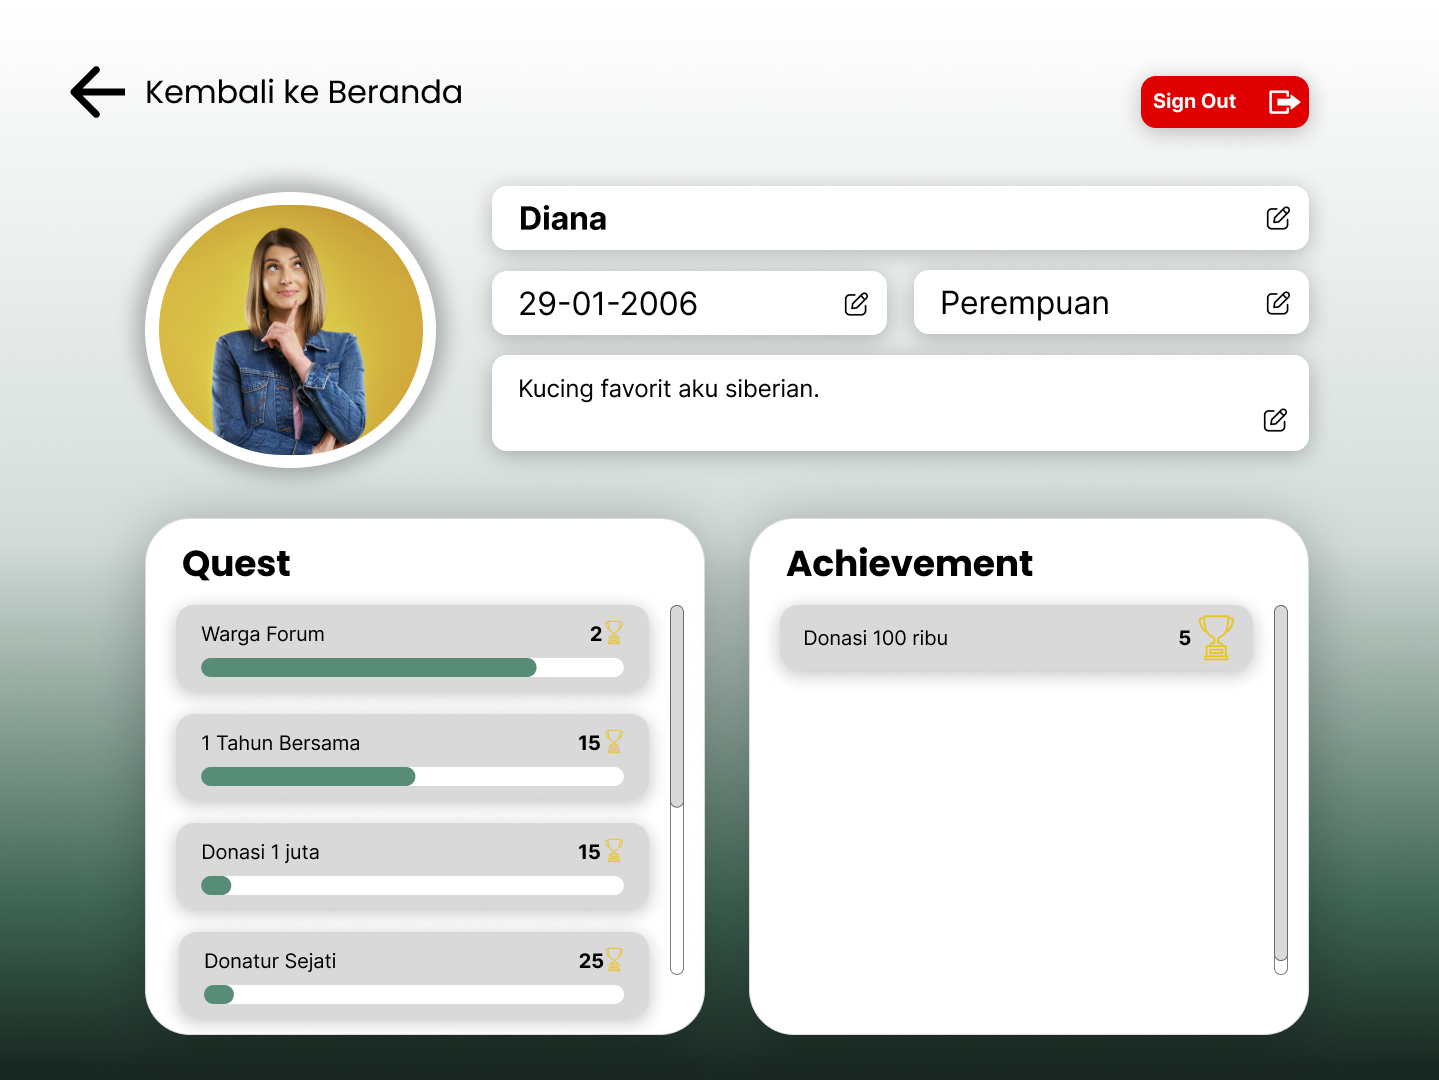 Kembali ke Beranda
Sign Out
Diana
29-01-2006
Perempuan
Kucing favorit aku siberian.
Quest
Warga Forum 2
1 Tahun Bersama 15
Donasi 1 juta 15
Donatur Sejati 25
Achievement
Donasi 100 ribu 5